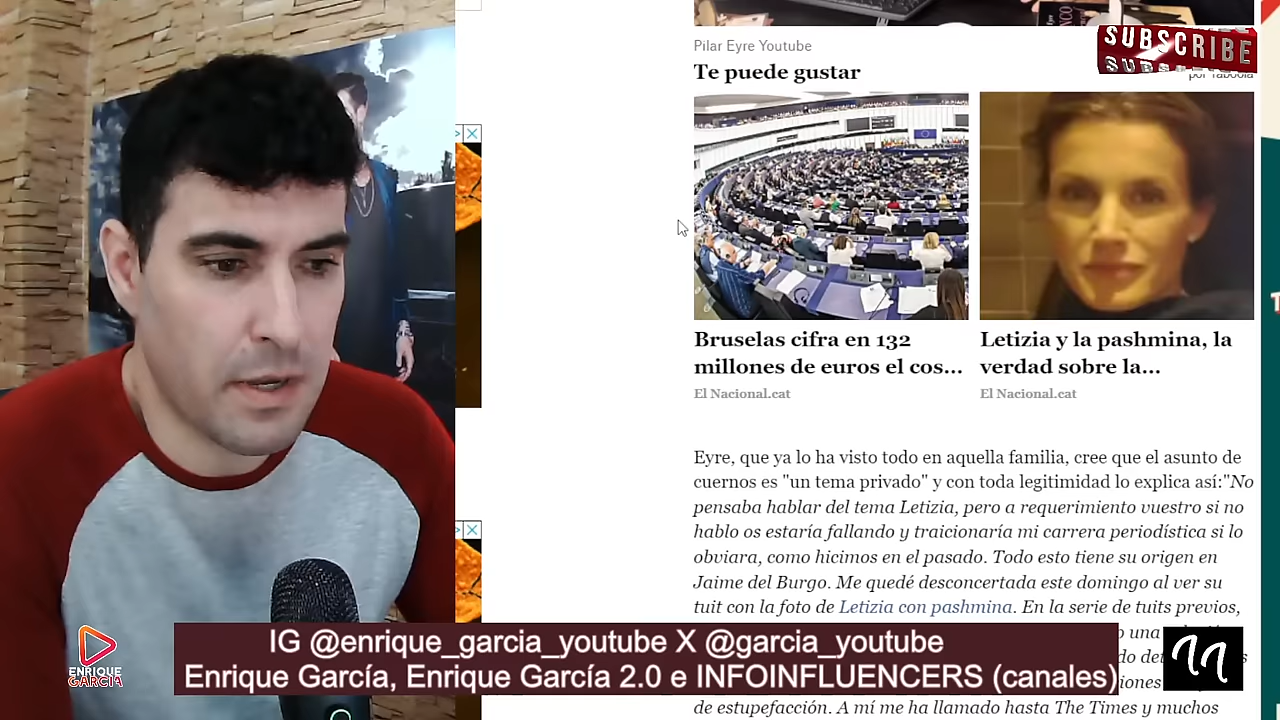 Pilar Eyre Youtube
SUBSCRIBE
Te puede gustar
por Taboola
Bruselas cifra en 132
millones de euros el cos...
El Nacional.cat
Letizia y la pashmina, la
verdad sobre la...
El Nacional.cat
Eyre, que ya lo ha visto todo en aquella familia, cree que el asunto de
cuernos es "un tema privado" y con toda legitimidad lo explica así:"No
pensaba hablar del tema Letizia, pero a requerimiento vuestro si no
hablo os estaría fallando y traicionaría mi carrera periodística si lo
obviara, como hicimos en el pasado. Todo esto tiene su origen en
Jaime del Burgo. Me quedé desconcertada este domingo al ver su
tuit con la foto de Letizia con pashmina. En la serie de tuits previos,
de estupefacción. A mí me ha llamado hasta The Times y muchos
IG @enrique_garcia_youtube X @garcia_youtube
Enrique García, Enrique García 2.0 e INFOINFLUENCERS (canales)
ENRIQUE
GARCÍA